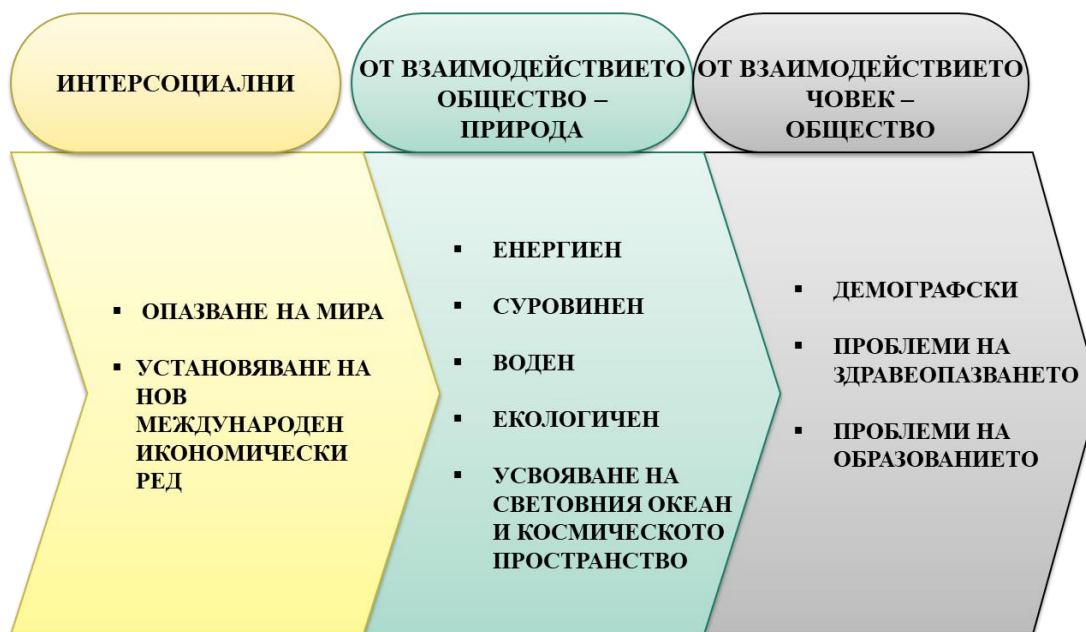 ИНТЕРСОЦИАЛНИ
ОТ ВЗАИМОДЕЙСТВИЕТО
ОБЩЕСТВО –
ПРИРОДА
ОТ ВЗАИМОДЕЙСТВИЕТО
ЧОВЕК –
ОБЩЕСТВО
▪ ОПАЗВАНЕ НА МИРА
▪ УСТАНОВЯВАНЕ НА
НОВ
МЕЖДУНАРОДЕН
ИКОНОМИЧЕСКИ
РЕД
▪ ЕНЕРГИЕН
▪ СУРОВИНЕН
▪ ВОДЕН
▪ ЕКОЛОГИЧЕН
▪ УСВОЯВАНЕ НА
СВЕТОВНИЯ ОКЕАН
И КОСМИЧЕСКОТО
ПРОСТРАНСТВО
▪ ДЕМОГРАФСКИ
▪ ПРОБЛЕМИ НА
ЗДРАВЕОПАЗВАНЕТО
▪ ПРОБЛЕМИ НА
ОБРАЗОВАНИЕТО